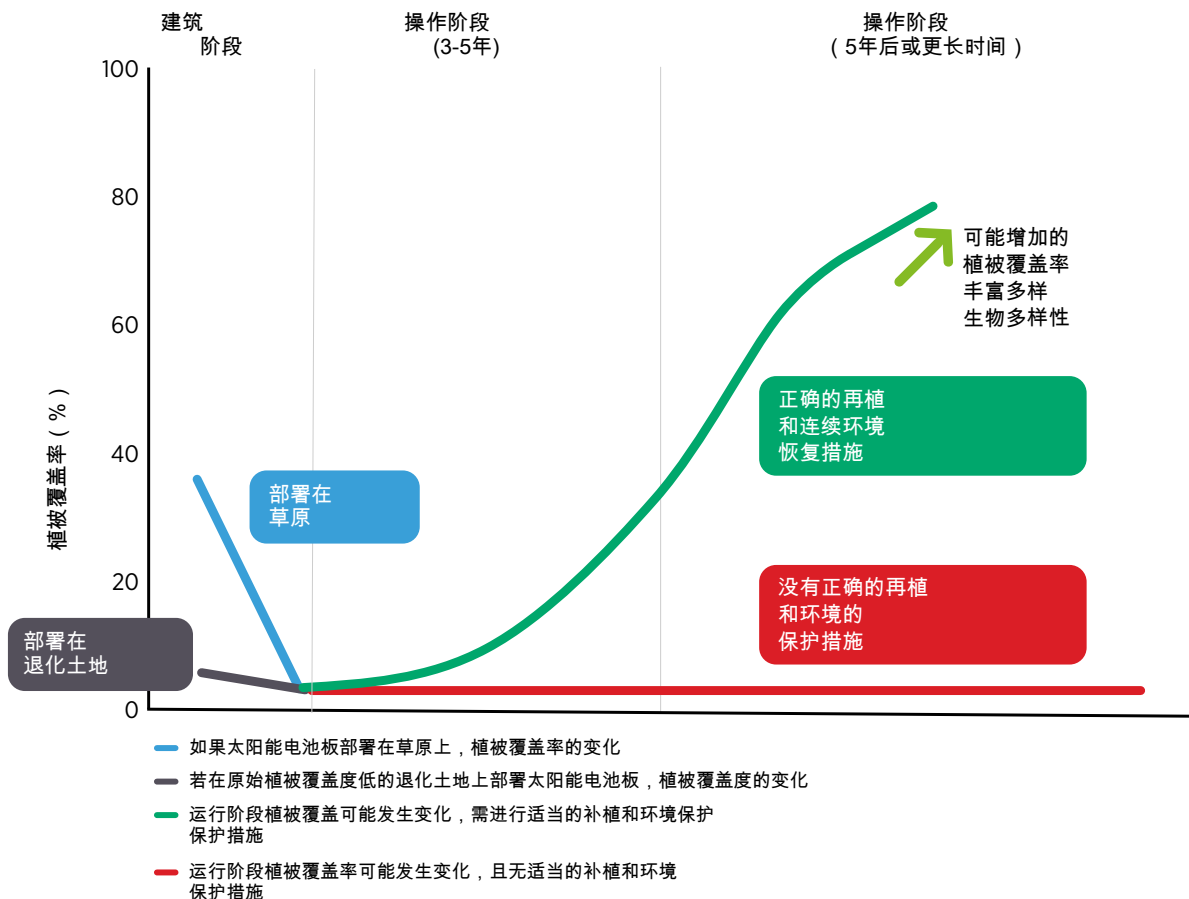 建筑
阶段
操作阶段
(3-5年)
操作阶段
（5年后或更长时间）
100
80
60
40
20
0
植被覆盖率（%）
可能增加的
植被覆盖率
丰富多样
生物多样性
正确的再植
和连续环境
恢复措施
部署在
草原
没有正确的再植
和环境的
保护措施
部署在
退化土地
如果太阳能电池板部署在草原上，植被覆盖率的变化
若在原始植被覆盖度低的退化土地上部署太阳能电池板，植被覆盖度的变化
运行阶段植被覆盖可能发生变化，需进行适当的补植和环境保护
保护措施
运行阶段植被覆盖率可能发生变化，且无适当的补植和环境
保护措施